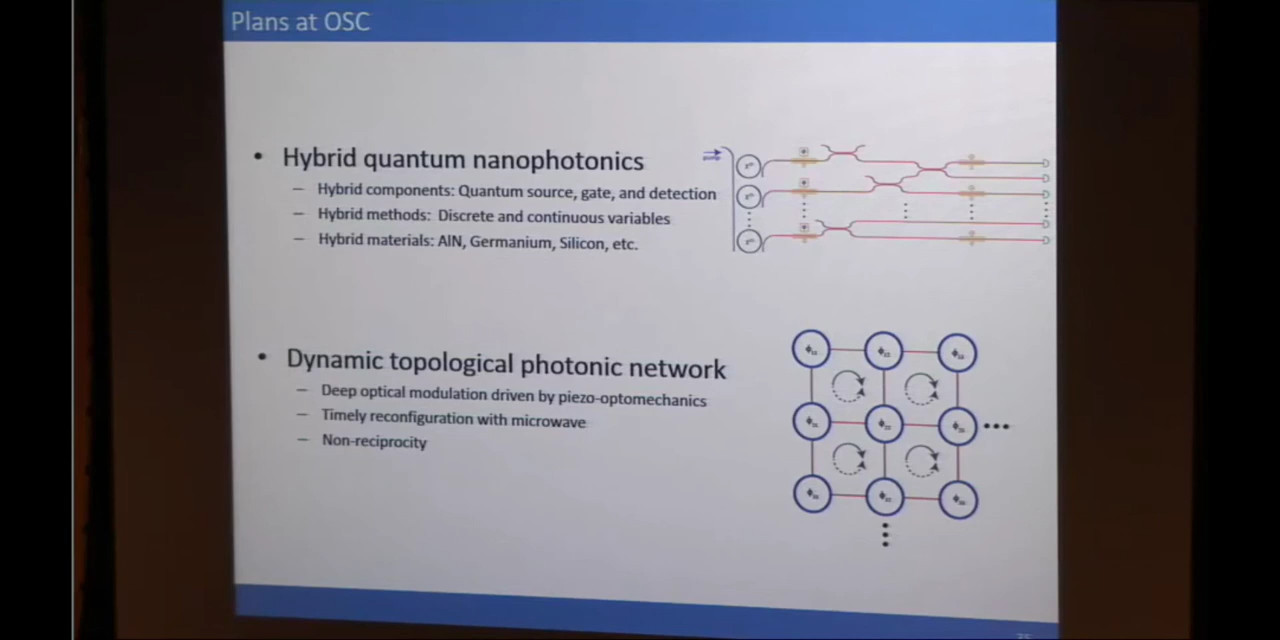 Plans at OSC
• Hybrid quantum nanophotonics
– Hybrid components: Quantum source, gate, and detection
– Hybrid methods: Discrete and continuous variables
– Hybrid materials: AlN, Germanium, Silicon, etc.
pump
• Dynamic topological photonic network
– Deep optical modulation driven by piezo-optomechanics
– Timely reconfiguration with microwave
– Non-reciprocity